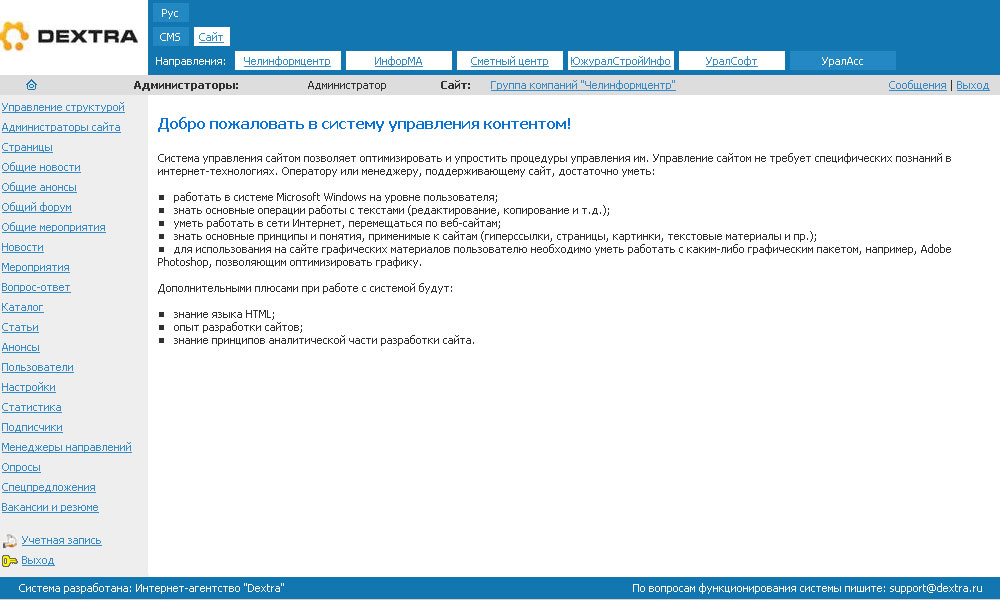 DEXTRA
Рус
CMS Сайт
Направления: Челинформцентр ИнформМА Сметный центр ЮжуралСтройИнфо УралСофт УралАсс
Администраторы: Администратор Сайт: Группа компаний "Челинформцентр" Сообщения | Выход
Управление структурой
Администраторы сайта
Страницы
Общие новости
Общие анонсы
Общий форум
Общие мероприятия
Новости
Мероприятия
Вопрос-ответ
Каталог
Статьи
Анонсы
Пользователи
Настройки
Статистика
Подписчики
Менеджеры направлений
Опросы
Спецпредложения
Вакансии и резюме
Учетная запись
Выход
Добро пожаловать в систему управления контентом!
Система управления сайтом позволяет оптимизировать и упростить процедуры управления им. Управление сайтом не требует специфических познаний в
интернет-технологиях. Оператору или менеджеру, поддерживающему сайт, достаточно уметь:
работать в системе Microsoft Windows на уровне пользователя;
знать основные операции работы с текстами (редактирование, копирование и т.д.);
уметь работать в сети Интернет, перемещаться по веб-сайтам;
знать основные принципы и понятия, применимые к сайтам (гиперссылки, страницы, картинки, текстовые материалы и пр.);
для использования на сайте графических материалов пользователю необходимо уметь работать с каким-либо графическим пакетом, например, Adobe
Photoshop, позволяющим оптимизировать графику.
Дополнительными плюсами при работе с системой будут:
знание языка HTML;
опыт разработки сайтов;
знание принципов аналитической части разработки сайта.
Система разработана: Интернет-агентство "Dextra" По вопросам функционирования системы пишите: support@dextra.ru